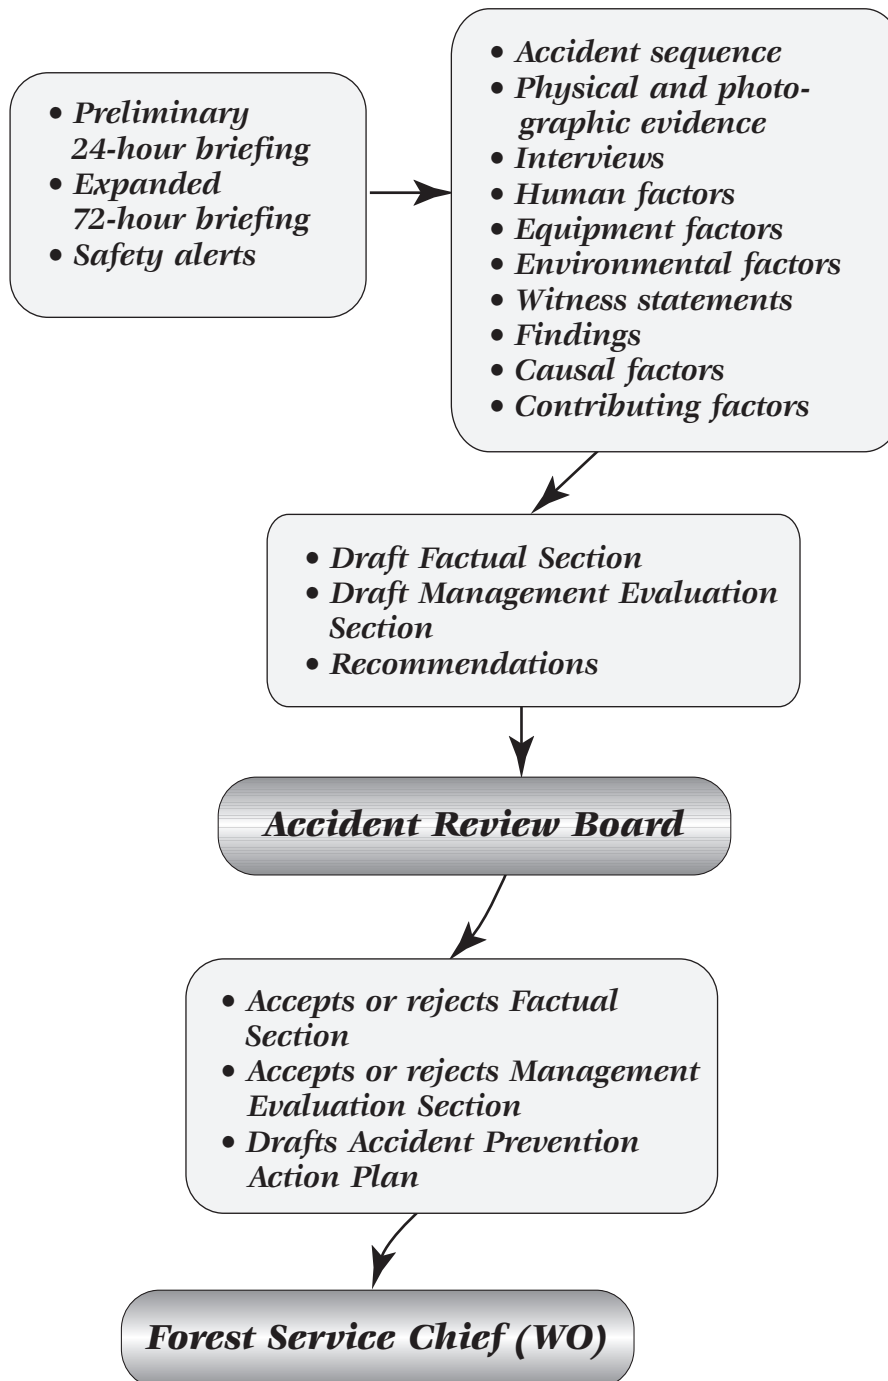 • Preliminary
24-hour briefing
• Expanded
72-hour briefing
• Safety alerts
• Accident sequence
• Physical and photo-
graphic evidence
• Interviews
• Human factors
• Equipment factors
• Environmental factors
• Witness statements
• Findings
• Causal factors
• Contributing factors
• Draft Factual Section
• Draft Management Evaluation
Section
• Recommendations
Accident Review Board
• Accepts or rejects Factual
Section
• Accepts or rejects Management
Evaluation Section
• Drafts Accident Prevention
Action Plan
Forest Service Chief (WO)